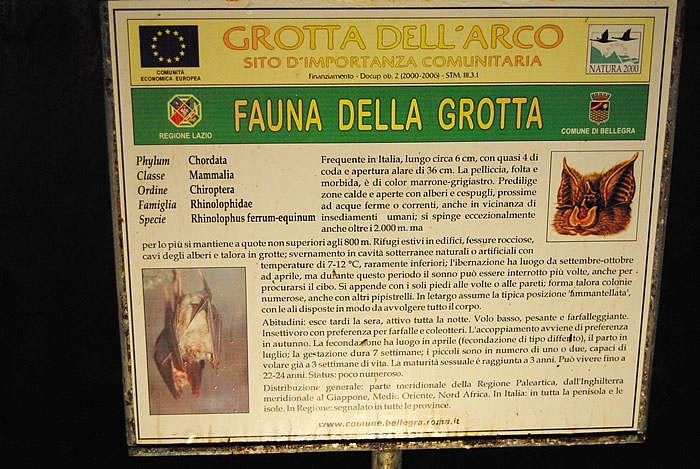 GROTTA DELL'ARCO
SITO D'IMPORTANZA COMUNITARIA
Finanziamento - Docup ob. 2 (2000-2006) - STM. III.3.1
COMUNITÀ
ECONOMICA EUROPEA
NATURA 2000
REGIONE LAZIO
FAUNA DELLA GROTTA
COMUNE DI BELLEGRA
Phylum Chordata
Classe Mammalia
Ordine Chiroptera
Famiglia Rhinolophidae
Specie Rhinolophus ferrum-equinum
Frequente in Italia, lungo circa 6 cm, con quasi 4 di
coda e apertura alare di 36 cm. La pelliccia, folta e
morbida, è di color marrone-grigiastro. Predilige
zone calde e aperte con alberi e cespugli, prossime
ad acque ferme o correnti, anche in vicinanza di
insediamenti umani; si spinge eccezionalmente
anche oltre i 2.000 m. ma
per lo più si mantiene a quote non superiori agli 800 m. Rifugi estivi in edifici, fessure rocciose,
cavi degli alberi e talora in grotte; svernamento in cavità sotterranee naturali o artificiali con
temperature di 7-12 °C, raramente inferiori; l'ibernazione ha luogo da settembre-ottobre
ad aprile, ma durante questo periodo il sonno può essere interrotto più volte, anche per
procurarsi il cibo. Si appende con i soli piedi alle volte o alle pareti; forma talora colonie
numerose, anche con altri pipistrelli. In letargo assume la tipica posizione 'immantellata',
con le ali disposte in modo da avvolgere tutto il corpo.
Abitudini: esce tardi la sera, attivo tutta la notte. Volo basso, pesante e farfalleggiante.
Insettivoro con preferenza per farfalle e coleotteri. L'accoppiamento avviene di preferenza
in autunno. La fecondazione ha luogo in aprile (fecondazione di tipo differito), il parto in
luglio; la gestazione dura 7 settimane; i piccoli sono in numero di uno o due, capaci di
volare già a 3 settimane di vita. La maturità sessuale é raggiunta a 3 anni. Può vivere fino a
22-24 anni. Status: poco numeroso.
Distribuzione generale: parte meridionale della Regione Paleartica, dall'Inghilterra
meridionale al Giappone, Medio Oriente, Nord Africa. In Italia: in tutta la penisola e le
isole. In Regione: segnalato in tutte le province.
www.comune.bellegra.roma.it